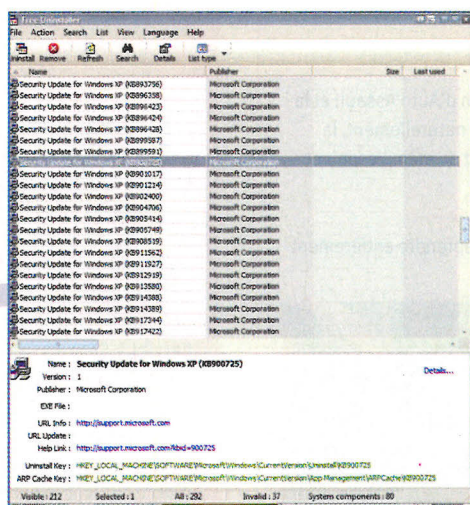 Free Uninstaller
File Action Search List View Language Help
Uninstall Remove Refresh Search Details List type
Name Publisher Size Last used
Security Update for Windows XP (KB893756) Microsoft Corporation
Security Update for Windows XP (KB896358) Microsoft Corporation
Security Update for Windows XP (KB896423) Microsoft Corporation
Security Update for Windows XP (KB896424) Microsoft Corporation
Security Update for Windows XP (KB896428) Microsoft Corporation
Security Update for Windows XP (KB899587) Microsoft Corporation
Security Update for Windows XP (KB899591) Microsoft Corporation
Security Update for Windows XP (KB900725) Microsoft Corporation
Security Update for Windows XP (KB901017) Microsoft Corporation
Security Update for Windows XP (KB901214) Microsoft Corporation
Security Update for Windows XP (KB902400) Microsoft Corporation
Security Update for Windows XP (KB904706) Microsoft Corporation
Security Update for Windows XP (KB905414) Microsoft Corporation
Security Update for Windows XP (KB905749) Microsoft Corporation
Security Update for Windows XP (KB908519) Microsoft Corporation
Security Update for Windows XP (KB911562) Microsoft Corporation
Security Update for Windows XP (KB911927) Microsoft Corporation
Security Update for Windows XP (KB912919) Microsoft Corporation
Security Update for Windows XP (KB913580) Microsoft Corporation
Security Update for Windows XP (KB914388) Microsoft Corporation
Security Update for Windows XP (KB914389) Microsoft Corporation
Security Update for Windows XP (KB917344) Microsoft Corporation
Security Update for Windows XP (KB917422) Microsoft Corporation
Name : Security Update for Windows XP (KB900725) Details...
Version : 1
Publisher : Microsoft Corporation
EXE File :
URL Info : http://support.microsoft.com
URL Update :
Help Link : http://support.microsoft.com?kbid=900725
Uninstall Key : HKEY_LOCAL_MACHINE\SOFTWARE\Microsoft\Windows\CurrentVersion\Uninstall\KB900725
ARP Cache Key : HKEY_LOCAL_MACHINE\SOFTWARE\Microsoft\Windows\CurrentVersion\App Management\ARPCache\KB900725
Visible : 212 Selected : 1 All : 292 Invalid : 37 System components : 80